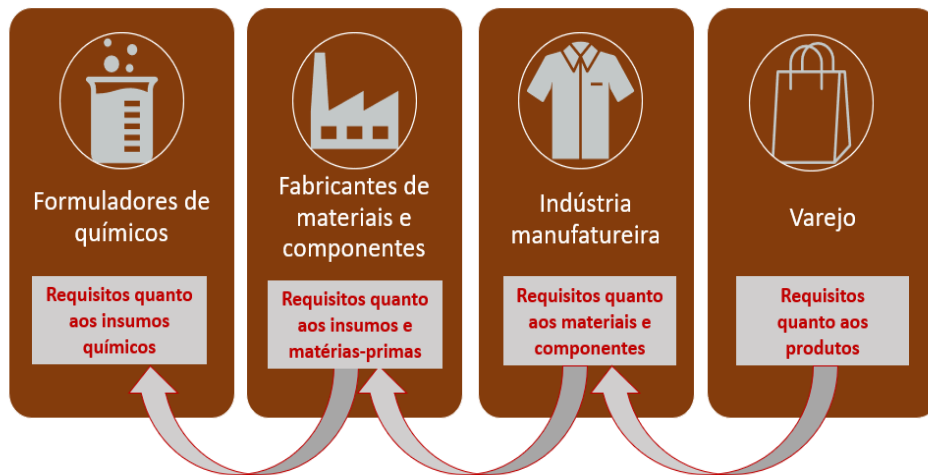 Formuladores de
químicos
Requisitos quanto
aos insumos
químicos
Fabricantes de
materiais e
componentes
Requisitos quanto
aos insumos e
matérias-primas
Indústria
manufatureira
Requisitos quanto
aos materiais e
componentes
Varejo
Requisitos
quanto aos
produtos